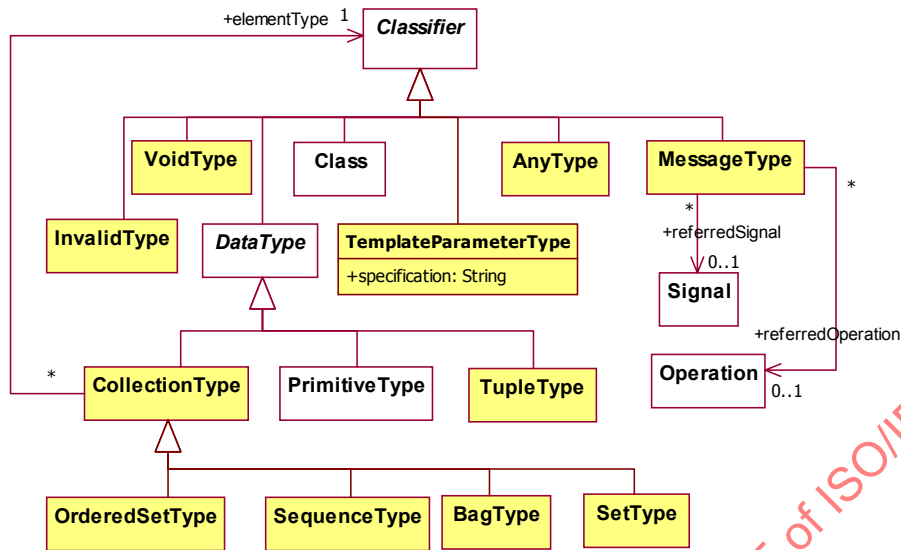 +elementType 1
Classifier
VoidType
Class
AnyType
MessageType
*
*
InvalidType
DataType
TemplateParameterType
+specification: String
+referredSignal
0..1
Signal
+referredOperation
*
CollectionType
PrimitiveType
TupleType
Operation
0..1
OrderedSetType
SequenceType
BagType
SetType
of ISO/IE